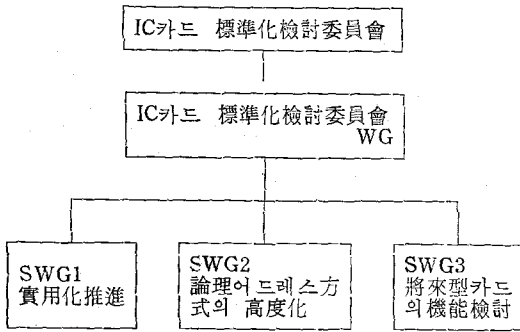 IC카드 標準化檢討委員會
IC카드 標準化檢討委員會
WG
SWG1
實用化推進
SWG2
論理어드레스方
式의 高度化
SWG3
將來型카드
의機能檢討